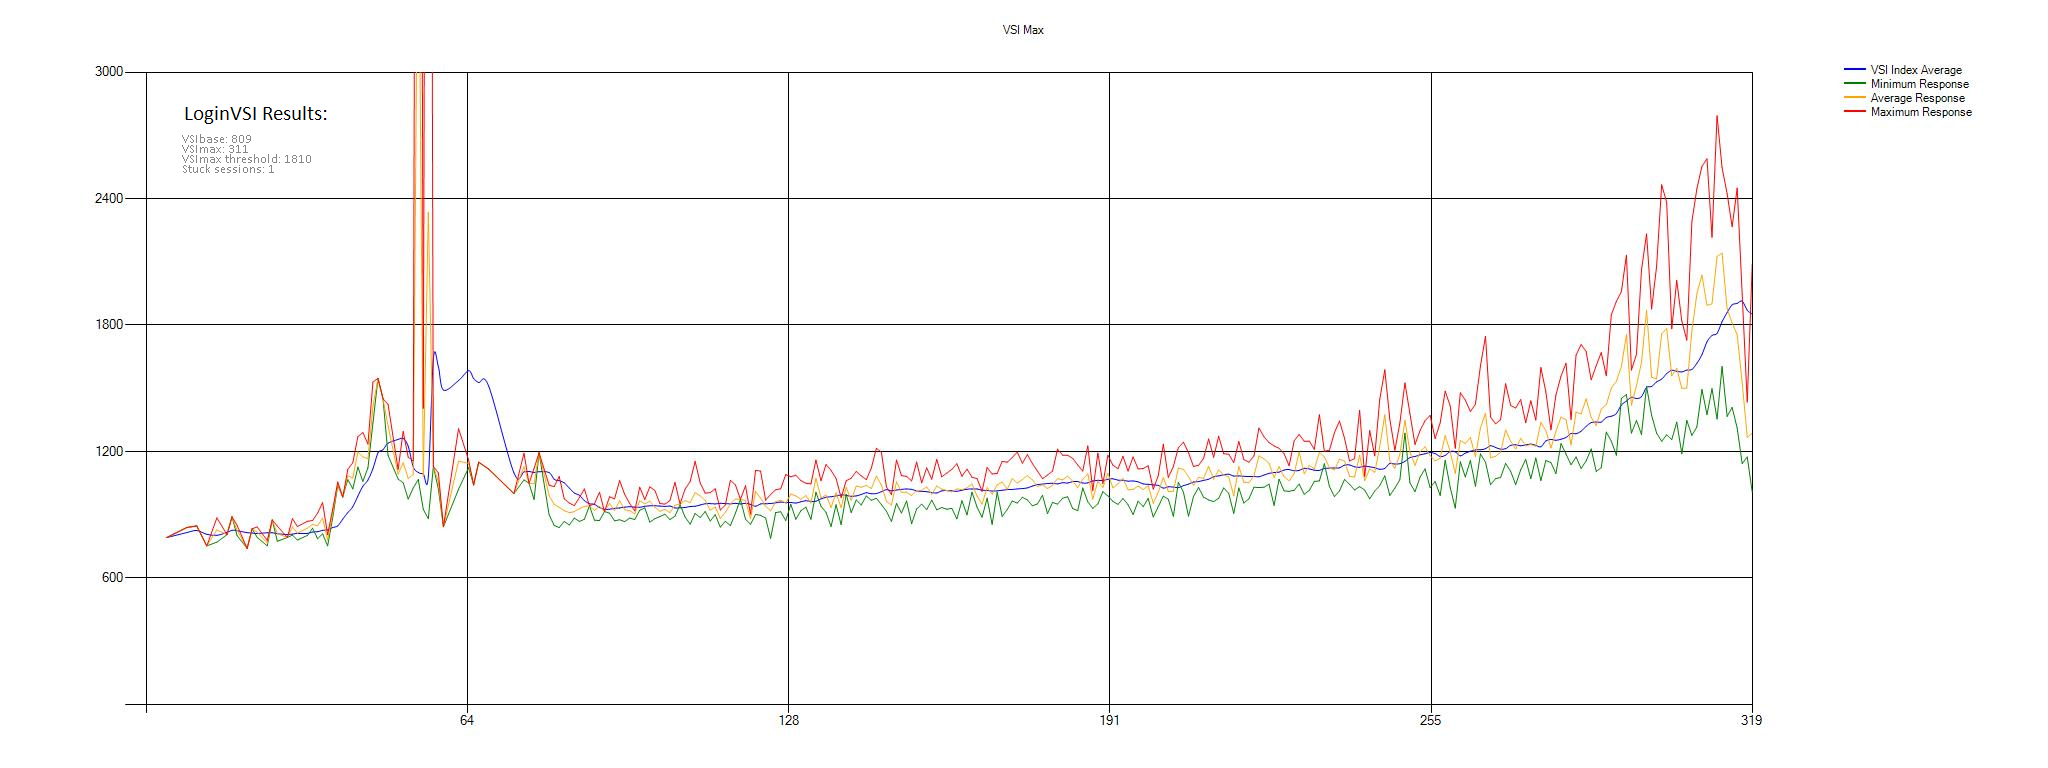 VSI Max
3000
2400
1800
1200
600
64
128
191
255
319
LoginVSI Results:
VSIbase: 809
VSImax: 311
VSImax threshold: 1810
Stuck sessions: 1
VSI Index Average
Minimum Response
Average Response
Maximum Response